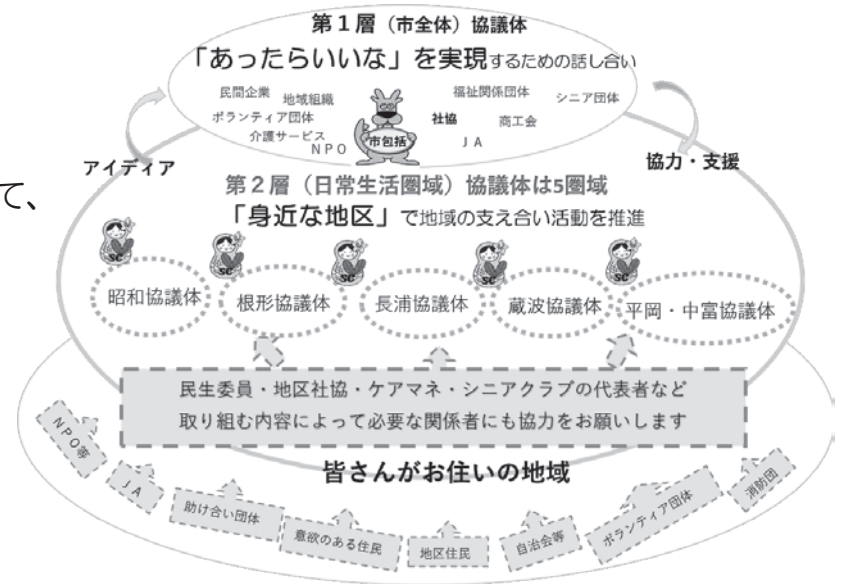 第１層（市全体）協議体
「あったらいいな」を実現するための話し合い
民間企業
地域組織
福祉関係団体
シニア団体
ボランティア団体
社協
商工会
介護サービス
市包括
ＮＰＯ
ＪＡ
アイディア
協力・支援
て、
第２層（日常生活圏域）協議体は5圏域
「身近な地区」で地域の支え合い活動を推進
SC
SC
SC
SC
SC
昭和協議体
根形協議体
長浦協議体
蔵波協議体
平岡・中富協議体
民生委員・地区社協・ケアマネ・シニアクラブの代表者など
取り組む内容によって必要な関係者にも協力をお願いします
皆さんがお住いの地域
ＮＰＯ等
ＪＡ
助け合い団体
意欲のある住民
地区住民
自治会等
ボランティア団体
消防団